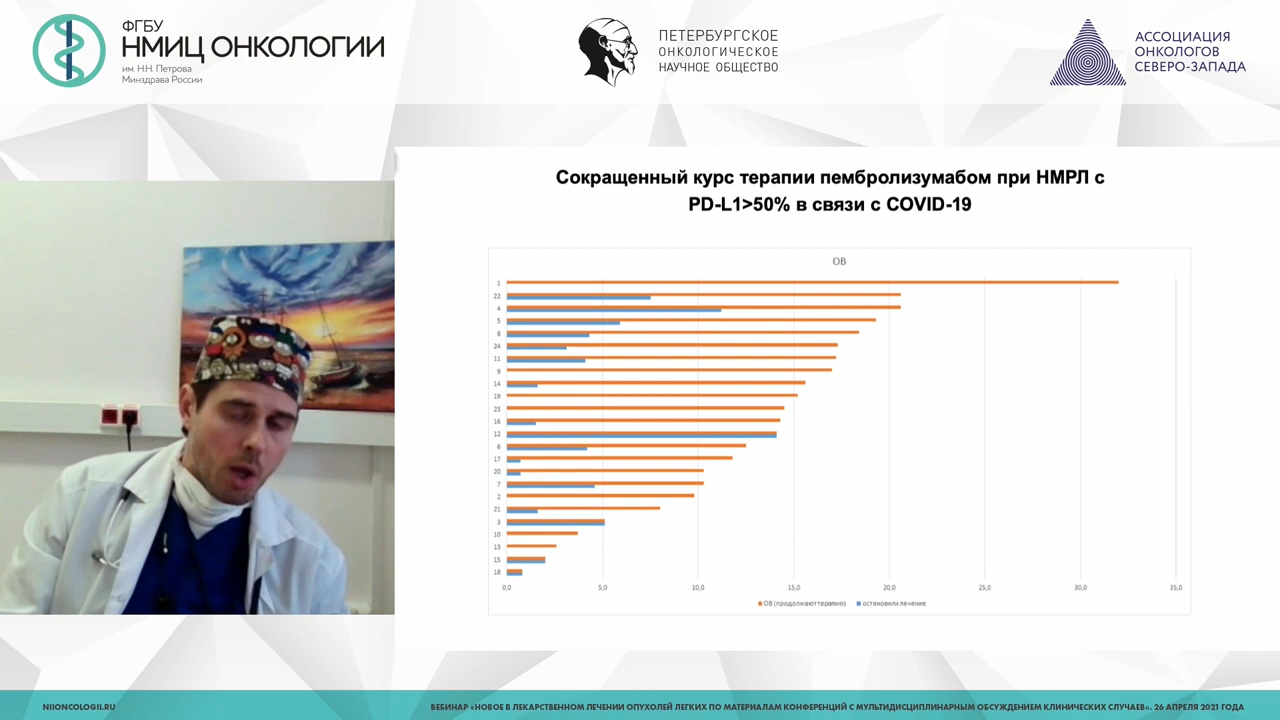 ФГБУ
НМИЦ ОНКОЛОГИИ
им. Н.Н. Петрова
Минздрава России
ПЕТЕРБУРГСКОЕ
ОНКОЛОГИЧЕСКОЕ
НАУЧНОЕ ОБЩЕСТВО
АССОЦИАЦИЯ
ОНКОЛОГОВ
СЕВЕРО-ЗАПАДА
Сокращенный курс терапии пембролизумабом при НМРЛ с
PD-L1>50% в связи с COVID-19
ОВ
1
22
4
5
8
24
11
9
14
19
23
16
12
6
17
20
7
2
21
3
10
13
15
18
0,0 5,0 10,0 15,0 20,0 25,0 30,0 35,0
ОВ (продолжают терапию) остановили лечение
NIIONCOLOGII.RU
ВЕБИНАР «НОВОЕ В ЛЕКАРСТВЕННОМ ЛЕЧЕНИИ ОПУХОЛЕЙ ЛЕГКИХ ПО МАТЕРИАЛАМ КОНФЕРЕНЦИЙ С МУЛЬТИДИСЦИПЛИНАРНЫМ ОБСУЖДЕНИЕМ КЛИНИЧЕСКИХ СЛУЧАЕВ». 26 АПРЕЛЯ 2021 ГОДА